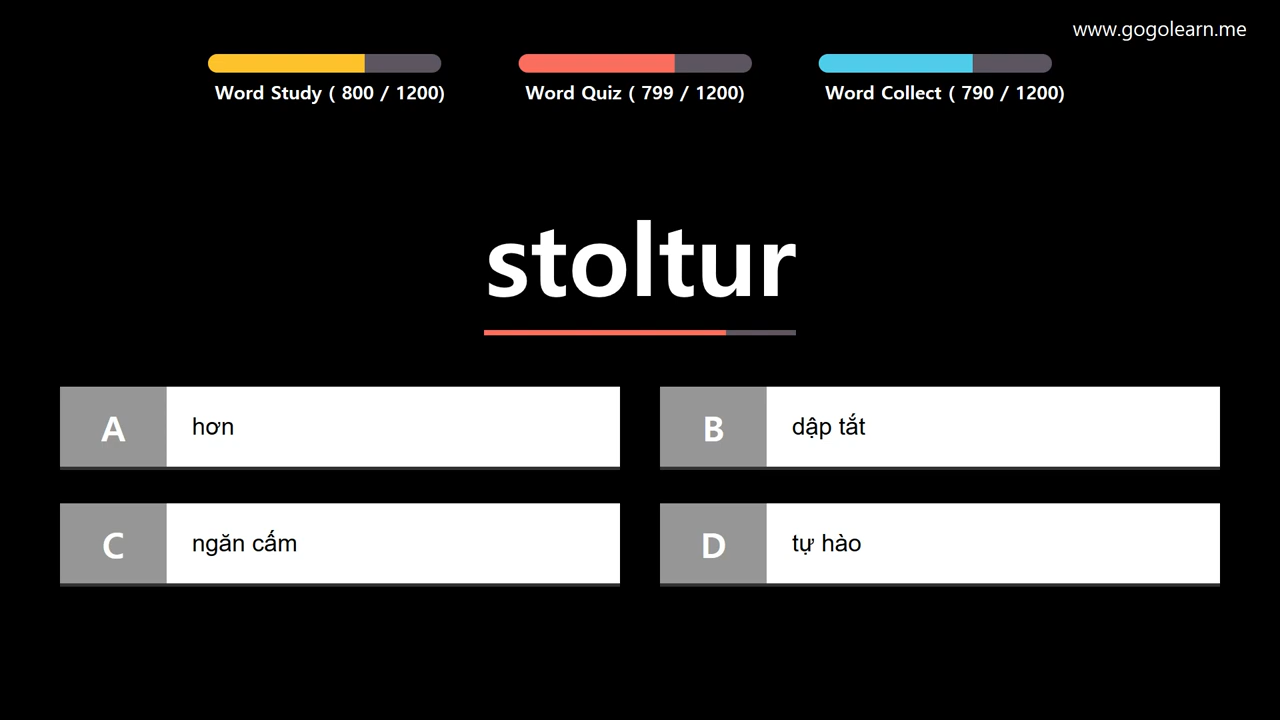 www.gogolearn.me
Word Study ( 800 / 1200)
Word Quiz ( 799 / 1200)
Word Collect ( 790 / 1200)
stoltur
A hơn
B dập tắt
C ngăn cấm
D tự hào